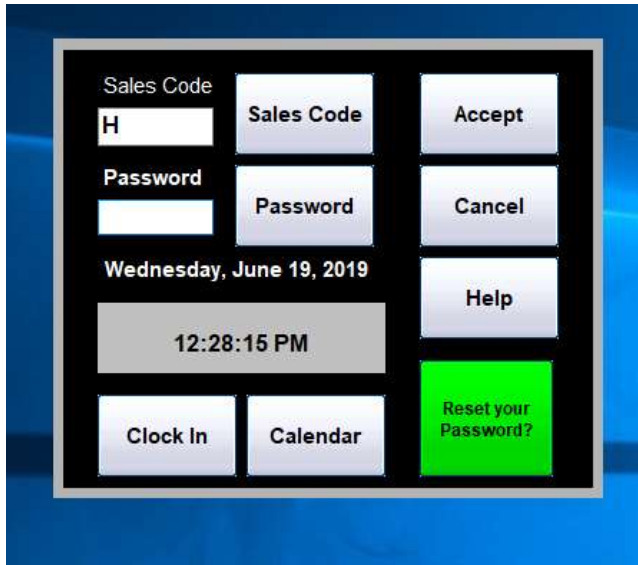 Sales Code
H
Sales Code
Accept
Password
Password
Cancel
Wednesday, June 19, 2019
Help
12:28:15 PM
Clock In
Calendar
Reset your
Password?